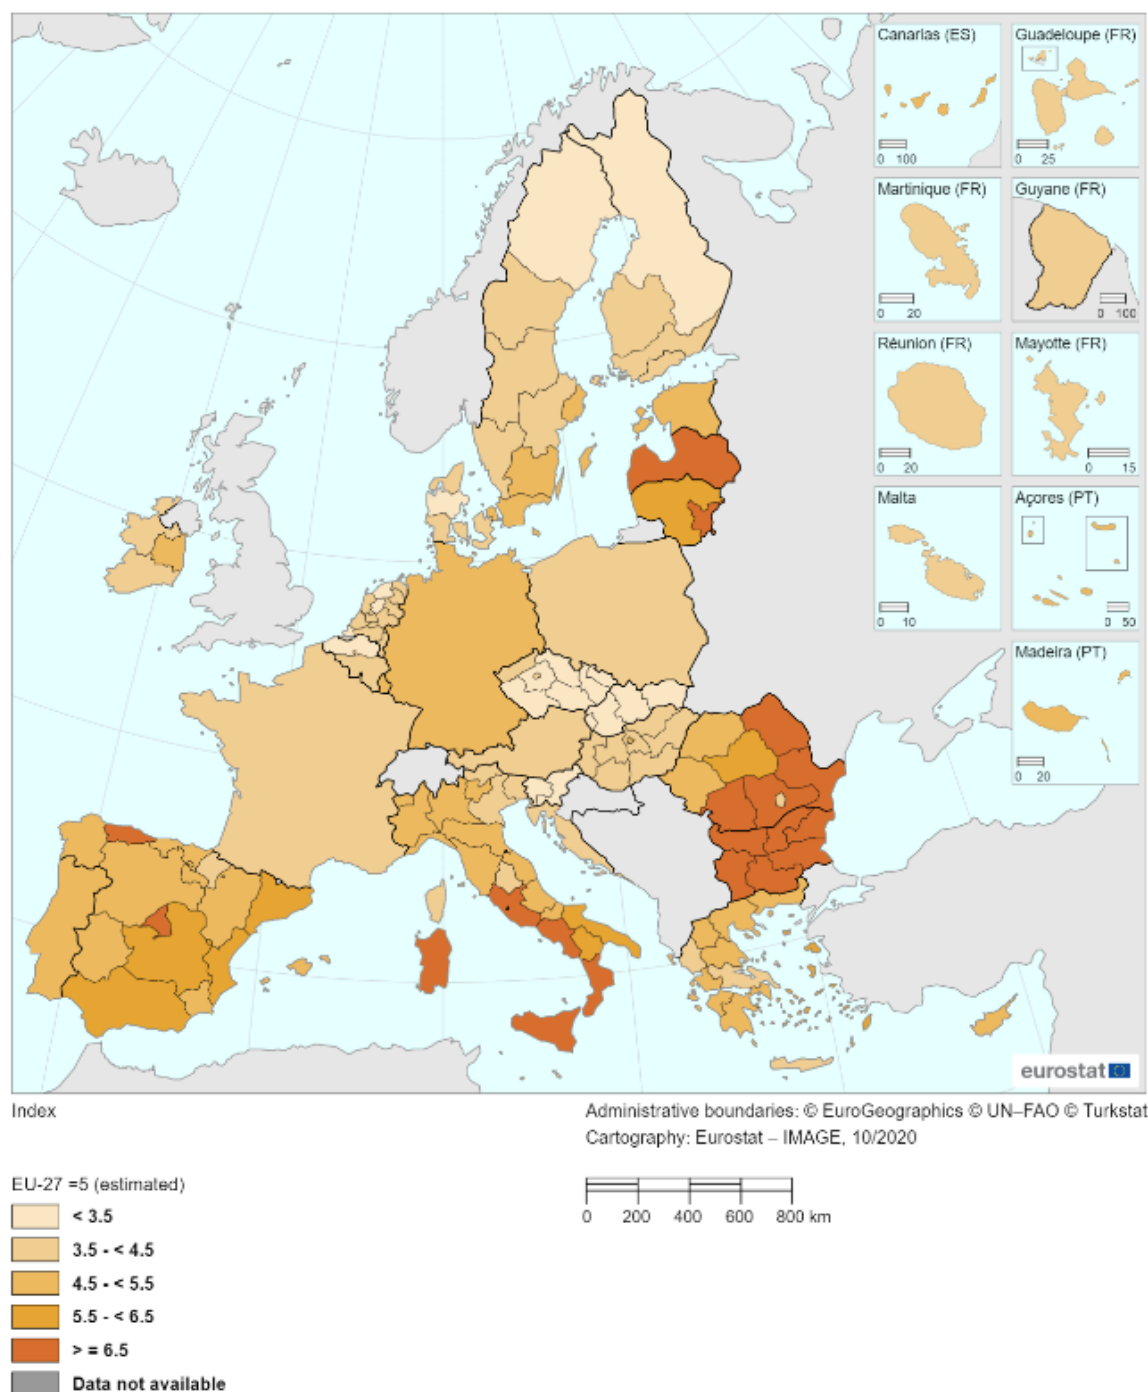 Canarias (ES)
0 100
Guadeloupe (FR)
0 25
Martinique (FR)
0 20
Guyane (FR)
0 100
Réunion (FR)
0 20
Mayotte (FR)
0 15
Malta
0 10
Açores (PT)
0 50
Madeira (PT)
0 20
eurostat
Index
Administrative boundaries: © EuroGeographics © UN–FAO © Turkstat
Cartography: Eurostat – IMAGE, 10/2020
EU-27 =5 (estimated)
< 3.5
3.5 - < 4.5
4.5 - < 5.5
5.5 - < 6.5
> = 6.5
Data not available
0 200 400 600 800 km